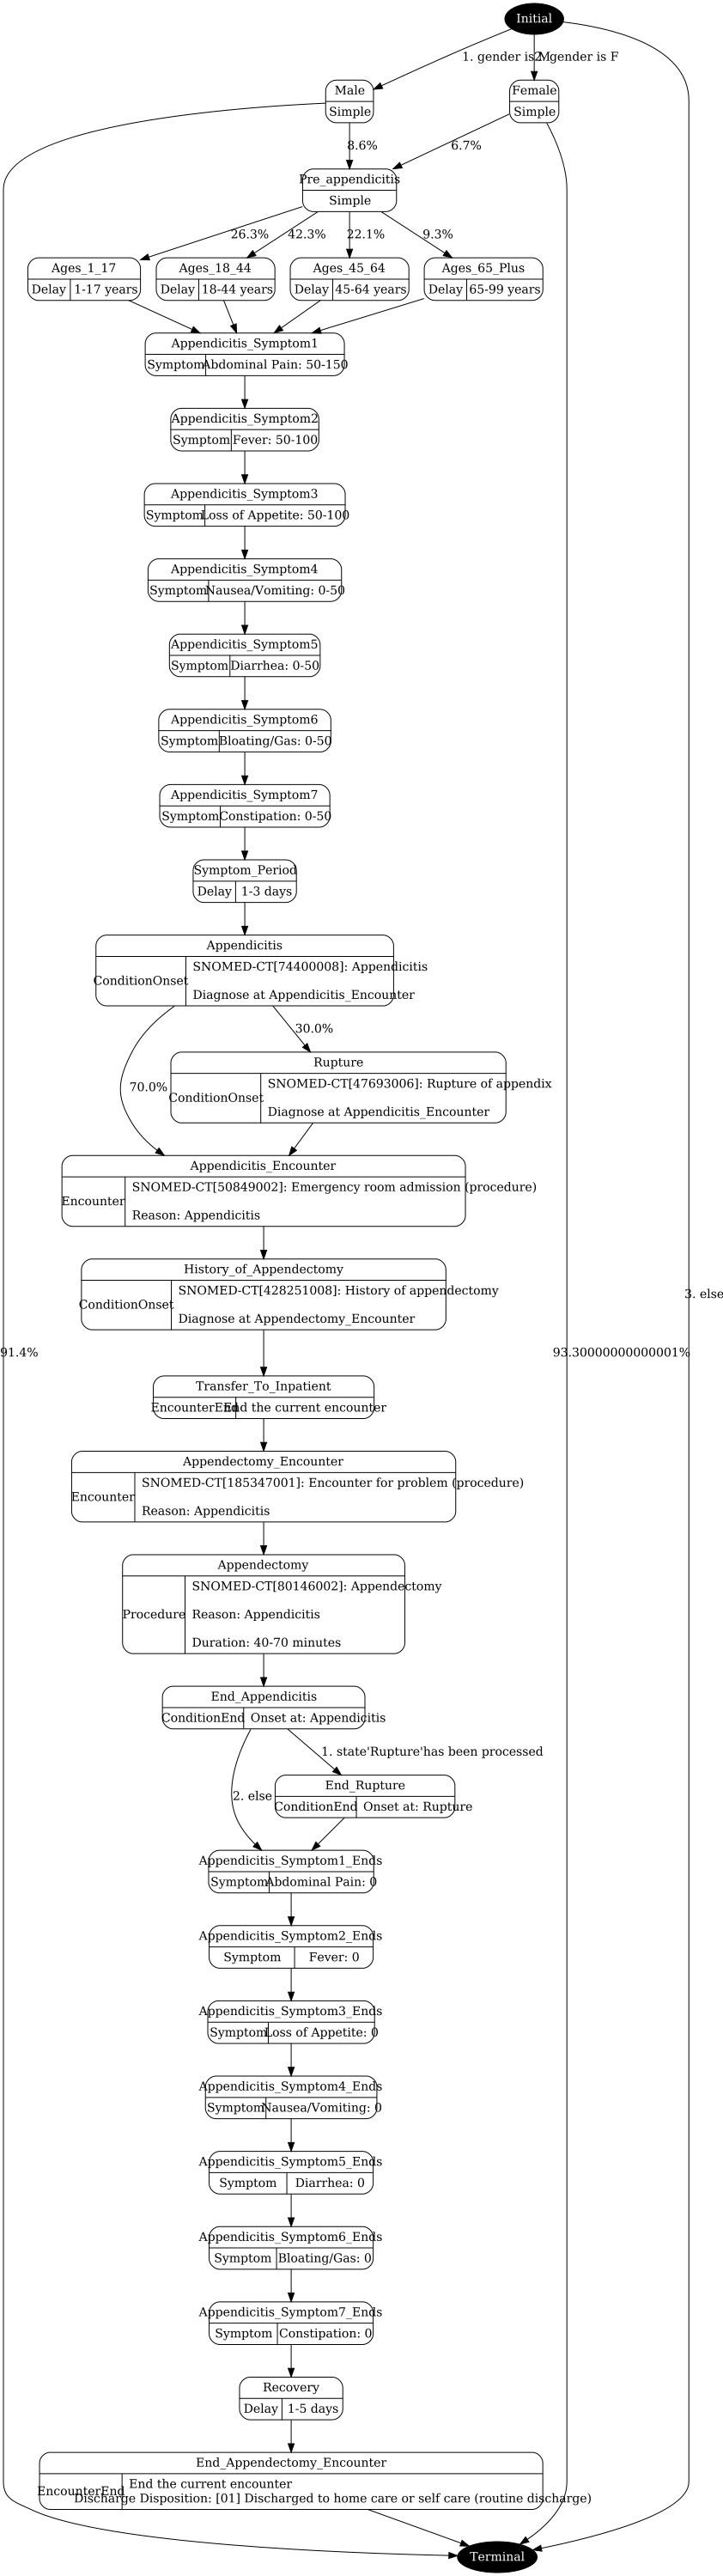 Initial
1. gender is M
2. gender is F
Male
Simple
Female
Simple
8.6%
6.7%
Pre_appendicitis
Simple
26.3%
42.3%
22.1%
9.3%
Ages_1_17
Delay
1-17 years
Ages_18_44
Delay
18-44 years
Ages_45_64
Delay
45-64 years
Ages_65_Plus
Delay
65-99 years
Appendicitis_Symptom1
Symptom
Abdominal Pain: 50-150
Appendicitis_Symptom2
Symptom
Fever: 50-100
Appendicitis_Symptom3
Symptom
Loss of Appetite: 50-100
Appendicitis_Symptom4
Symptom
Nausea/Vomiting: 0-50
Appendicitis_Symptom5
Symptom
Diarrhea: 0-50
Appendicitis_Symptom6
Symptom
Bloating/Gas: 0-50
Appendicitis_Symptom7
Symptom
Constipation: 0-50
Symptom_Period
Delay
1-3 days
Appendicitis
ConditionOnset
SNOMED-CT[74400008]: Appendicitis
Diagnose at Appendicitis_Encounter
30.0%
70.0%
Rupture
ConditionOnset
SNOMED-CT[47693006]: Rupture of appendix
Diagnose at Appendicitis_Encounter
Appendicitis_Encounter
Encounter
SNOMED-CT[50849002]: Emergency room admission (procedure)
Reason: Appendicitis
History_of_Appendectomy
ConditionOnset
SNOMED-CT[428251008]: History of appendectomy
Diagnose at Appendectomy_Encounter
3. else
91.4%
93.30000000000001%
Transfer_To_Inpatient
EncounterEnd
End the current encounter
Appendectomy_Encounter
Encounter
SNOMED-CT[185347001]: Encounter for problem (procedure)
Reason: Appendicitis
Appendectomy
Procedure
SNOMED-CT[80146002]: Appendectomy
Reason: Appendicitis
Duration: 40-70 minutes
End_Appendicitis
ConditionEnd
Onset at: Appendicitis
1. state'Rupture'has been processed
2. else
End_Rupture
ConditionEnd
Onset at: Rupture
Appendicitis_Symptom1_Ends
Symptom
Abdominal Pain: 0
Appendicitis_Symptom2_Ends
Symptom
Fever: 0
Appendicitis_Symptom3_Ends
Symptom
Loss of Appetite: 0
Appendicitis_Symptom4_Ends
Symptom
Nausea/Vomiting: 0
Appendicitis_Symptom5_Ends
Symptom
Diarrhea: 0
Appendicitis_Symptom6_Ends
Symptom
Bloating/Gas: 0
Appendicitis_Symptom7_Ends
Symptom
Constipation: 0
Recovery
Delay
1-5 days
End_Appendectomy_Encounter
EncounterEnd
End the current encounter
Discharge Disposition: [01] Discharged to home care or self care (routine discharge)
Terminal